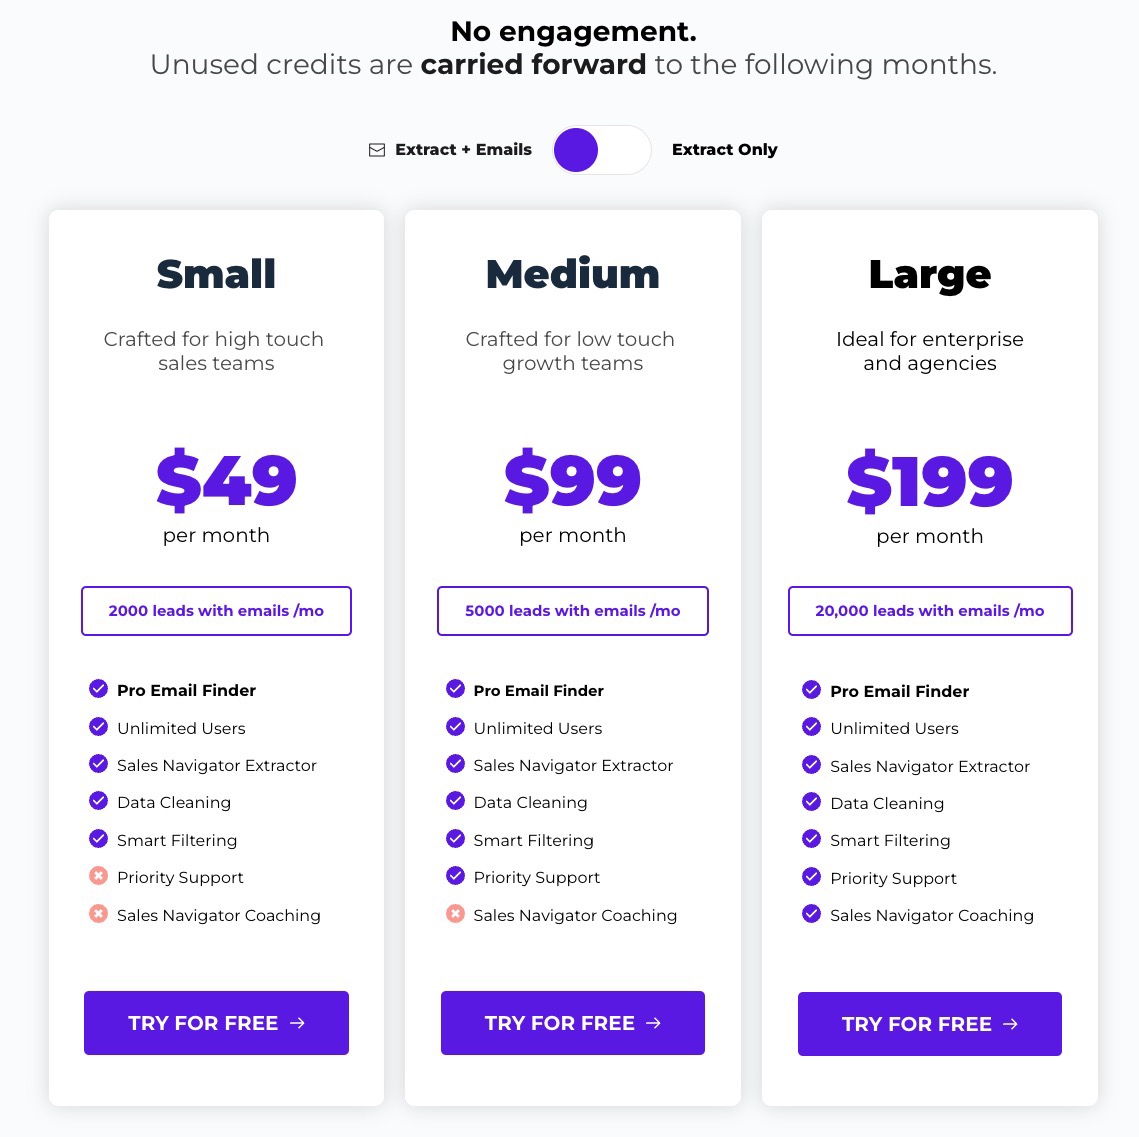 No engagement.
Unused credits are carried forward to the following months.
Extract + Emails
Extract Only
Small
Crafted for high touch
sales teams
$49
per month
2000 leads with emails /mo
Pro Email Finder
Unlimited Users
Sales Navigator Extractor
Data Cleaning
Smart Filtering
Priority Support
Sales Navigator Coaching
TRY FOR FREE →
Medium
Crafted for low touch
growth teams
$99
per month
5000 leads with emails /mo
Pro Email Finder
Unlimited Users
Sales Navigator Extractor
Data Cleaning
Smart Filtering
Priority Support
Sales Navigator Coaching
TRY FOR FREE →
Large
Ideal for enterprise
and agencies
$199
per month
20,000 leads with emails /mo
Pro Email Finder
Unlimited Users
Sales Navigator Extractor
Data Cleaning
Smart Filtering
Priority Support
Sales Navigator Coaching
TRY FOR FREE →